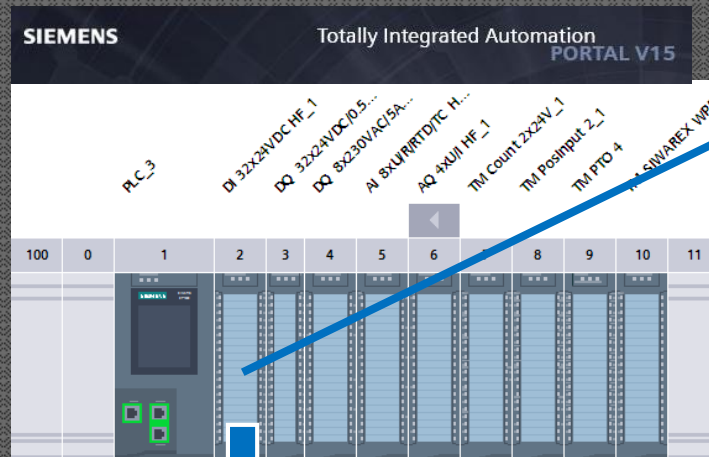 SIEMENS
Totally Integrated Automation
PORTAL V15
PLC_3
DI 32x24VDC HF_1
DQ 32x24VDC/0.5...
DQ 8x230VAC/5A...
AI 8xU/I/RTD/TC H...
AQ 4xU/I HF_1
TM Count 2x24V_1
TM PosInput 2_1
TM PTO 4
SIWAREX
100 0 1 2 3 4 5 6 8 9 10 11
SIEMENS